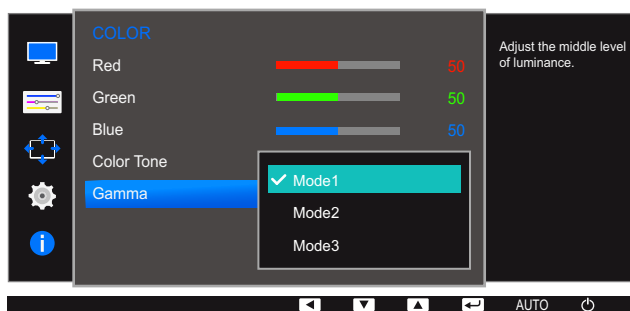 COLOR
Red 50
Green 50
Blue 50
Color Tone
Gamma
Mode1
Mode2
Mode3
Adjust the middle level
of luminance.
AUTO